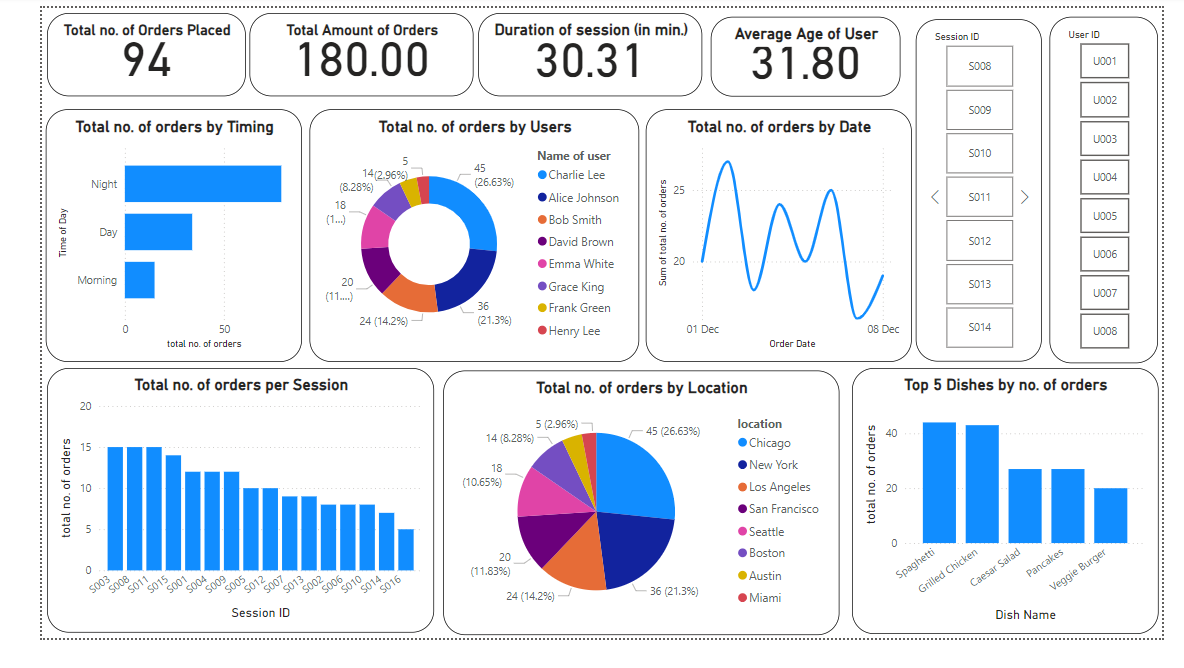 Total no. of Orders Placed
94
Total Amount of Orders
180.00
Duration of session (in min.)
30.31
Average Age of User
31.80
Session ID
S008
S009
S010
S011
S012
S013
S014
User ID
U001
U002
U003
U004
U005
U006
U007
U008
Total no. of orders by Timing
Time of Day
Night
Day
Morning
0
50
total no. of orders
Total no. of orders by Users
45
(26.63%)
36
(21.3%)
24 (14.2%)
20
(11....)
18
(1...)
14
(8.28%)
5
(2.96%)
Name of user
Charlie Lee
Alice Johnson
Bob Smith
David Brown
Emma White
Grace King
Frank Green
Henry Lee
Total no. of orders by Date
Sum of total no. of orders
25
20
01 Dec
08 Dec
Order Date
Total no. of orders per Session
total no. of orders
20
15
10
5
0
S003
S008
S011
S015
S001
S004
S009
S005
S012
S007
S013
S002
S006
S010
S014
S016
Session ID
Total no. of orders by Location
45 (26.63%)
36 (21.3%)
24 (14.2%)
20
(11.83%)
18
(10.65%)
14 (8.28%)
5 (2.96%)
location
Chicago
New York
Los Angeles
San Francisco
Seattle
Boston
Austin
Miami
Top 5 Dishes by no. of orders
total no. of orders
40
20
0
Spaghetti
Grilled Chicken
Caesar Salad
Pancakes
Veggie Burger
Dish Name